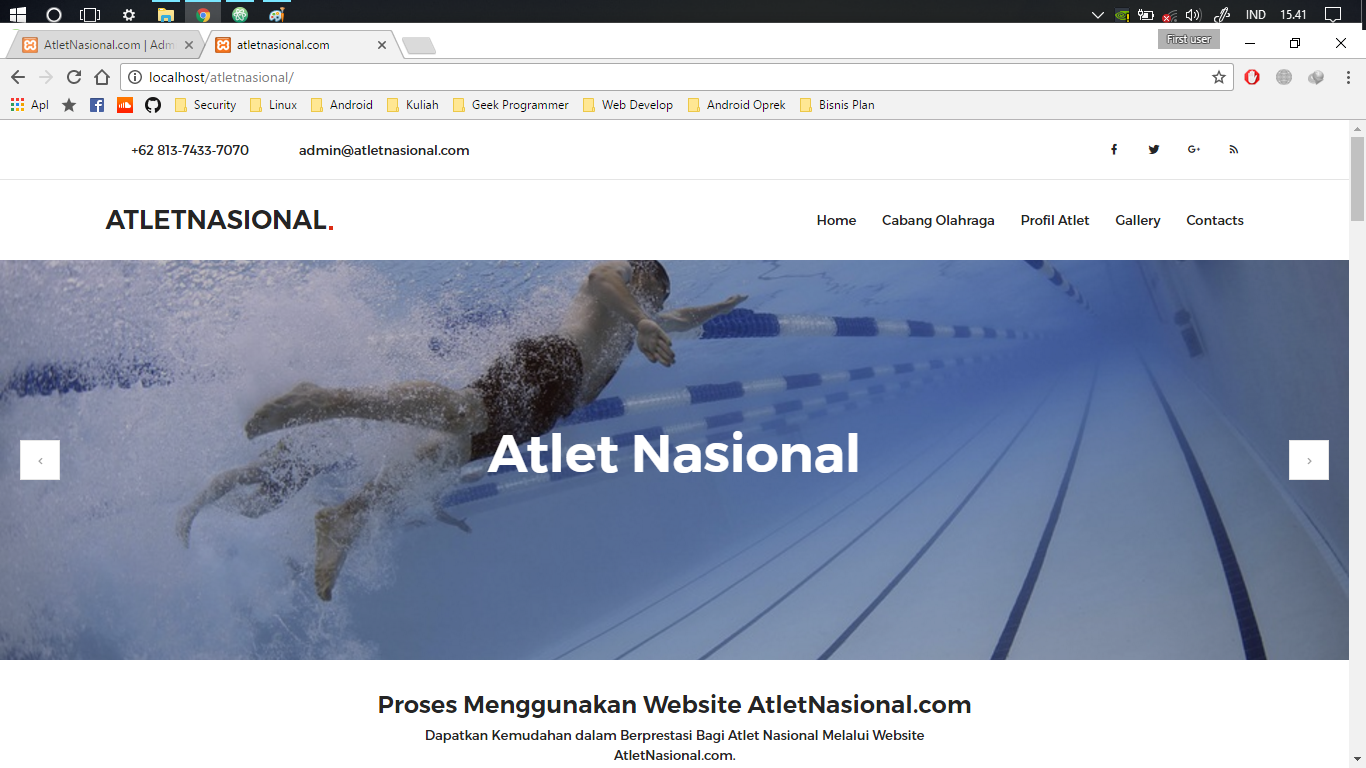 IND 15.41
First user
AtletNasional.com | Adm
atletnasional.com
localhost/atletnasional/
Apl Security Linux Android Kuliah Geek Programmer Web Develop Android Oprek Bisnis Plan
+62 813-7433-7070 admin@atletnasional.com
ATLETNASIONAL.
Home Cabang Olahraga Profil Atlet Gallery Contacts
Atlet Nasional
Proses Menggunakan Website AtletNasional.com
Dapatkan Kemudahan dalam Berprestasi Bagi Atlet Nasional Melalui Website
AtletNasional.com.